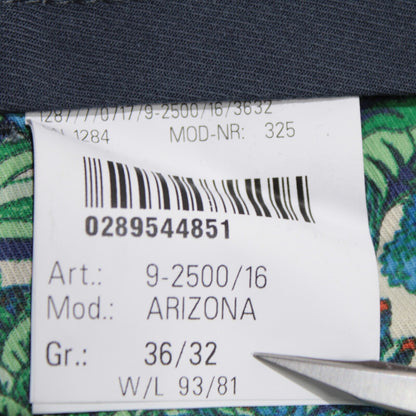 1287/7/0717/9-2500/16/3632
1284 MOD-NR: 325
0289544851
Art.: 9-2500/16
Mod.: ARIZONA
Gr.: 36/32
W/L 93/81